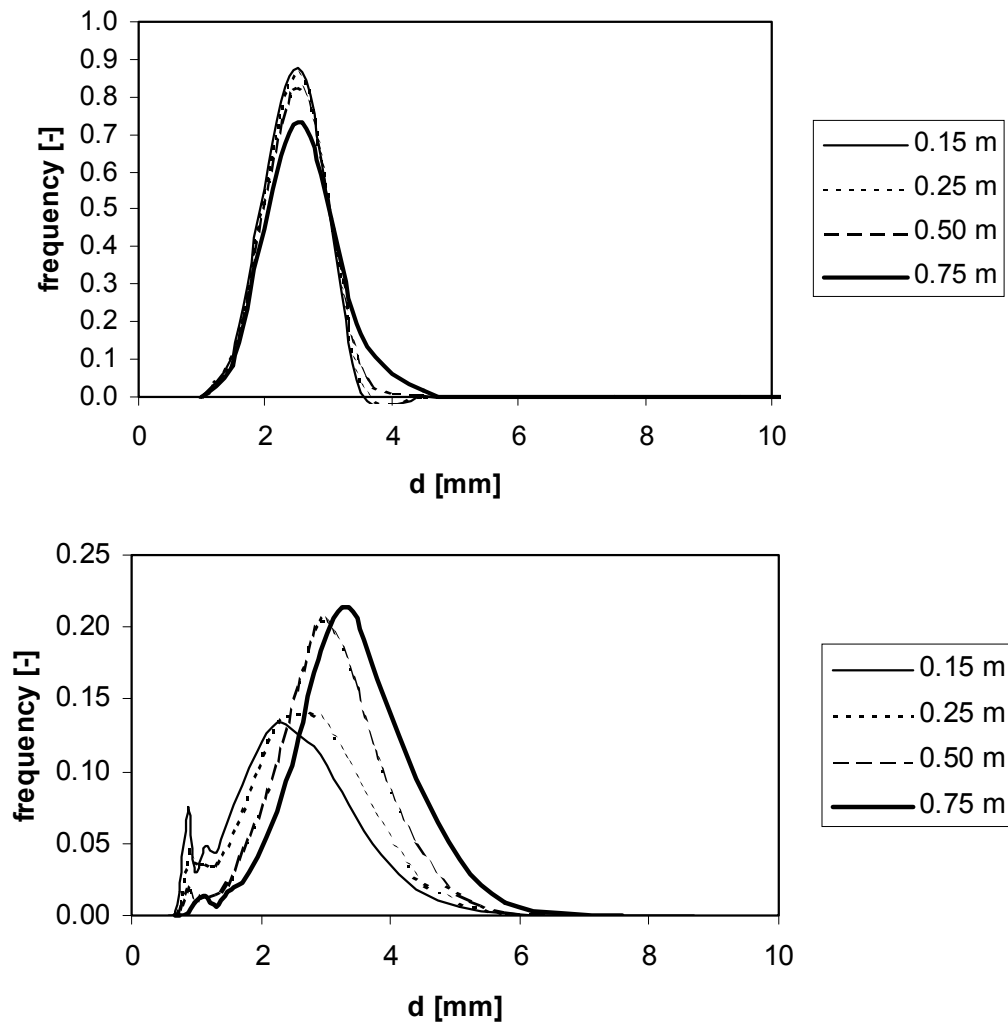 1.0
0.9
0.8
0.7
0.6
0.5
0.4
0.3
0.2
0.1
0.0
frequency [-]
0 2 4 6 8 10
d [mm]
0.15 m
0.25 m
0.50 m
0.75 m
0.25
0.20
0.15
0.10
0.05
0.00
frequency [-]
0 2 4 6 8 10
d [mm]
0.15 m
0.25 m
0.50 m
0.75 m